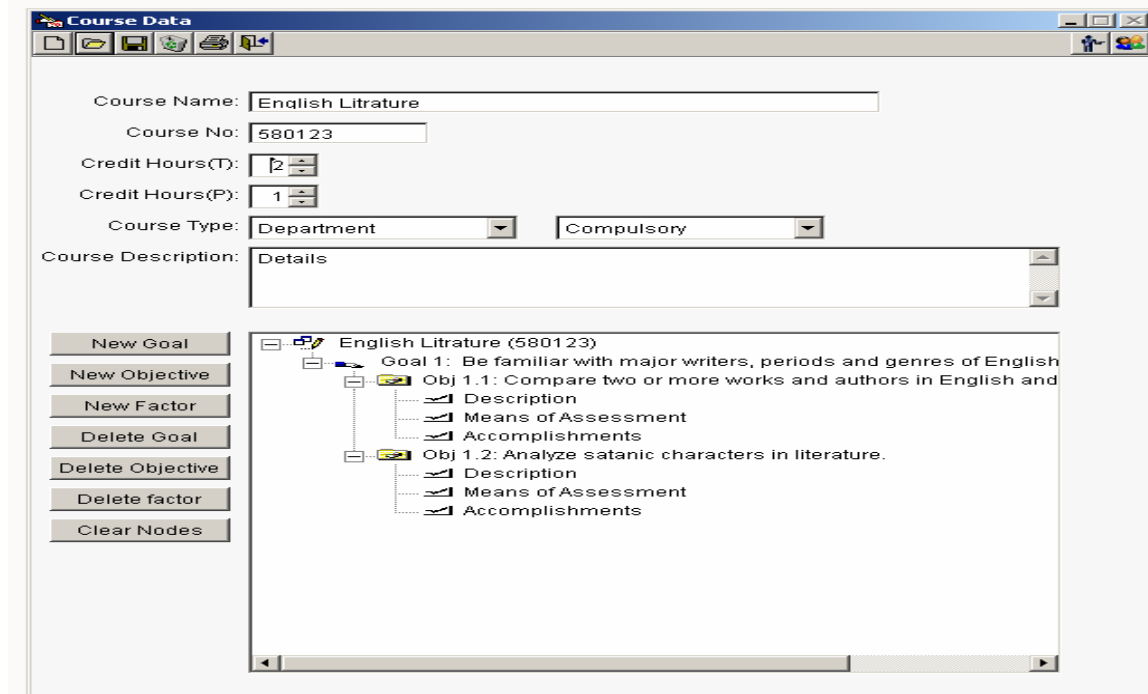 Course Data
Course Name: English Litrature
Course No: 580123
Credit Hours(T): 2
Credit Hours(P): 1
Course Type: Department Compulsory
Course Description: Details
New Goal
New Objective
New Factor
Delete Goal
Delete Objective
Delete factor
Clear Nodes
English Litrature (580123)
Goal 1: Be familiar with major writers, periods and genres of English
Obj 1.1: Compare two or more works and authors in English and
Description
Means of Assessment
Accomplishments
Obj 1.2: Analyze satanic characters in literature.
Description
Means of Assessment
Accomplishments